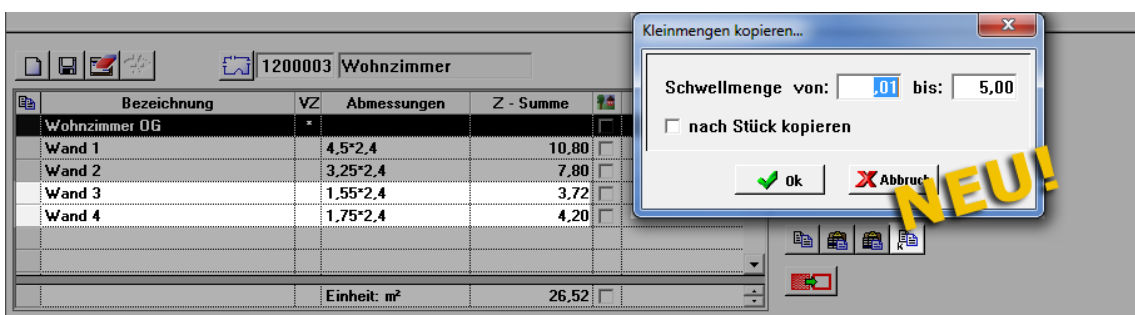 Kleinmengen kopieren...
1200003 Wohnzimmer
Schwellmenge von: ,01 bis: 5,00
nach Stück kopieren
Ok Abbruch
NEU!
Bezeichnung VZ Abmessungen Z - Summe
Wohnzimmer OG *
Wand 1 4,5*2,4 10,80
Wand 2 3,25*2,4 7,80
Wand 3 1,55*2,4 3,72
Wand 4 1,75*2,4 4,20
K
Einheit: m² 26,52